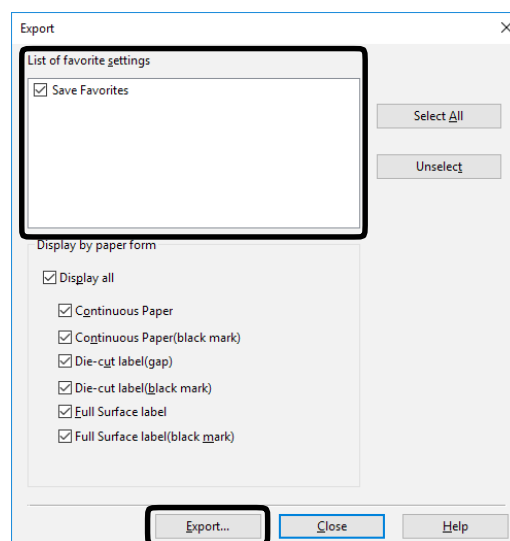 Export
List of favorite settings
Save Favorites
Select All
Unselect
Display by paper form
Display all
Continuous Paper
Continuous Paper(black mark)
Die-cut label(gap)
Die-cut label(black mark)
Full Surface label
Full Surface label(black mark)
Export... Close Help